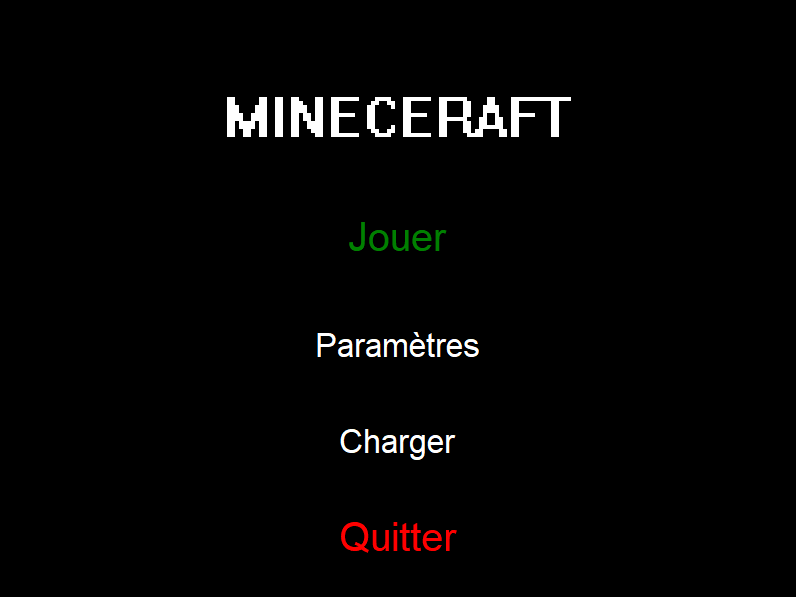 MINECERAFT
Jouer
Paramètres
Charger
Quitter